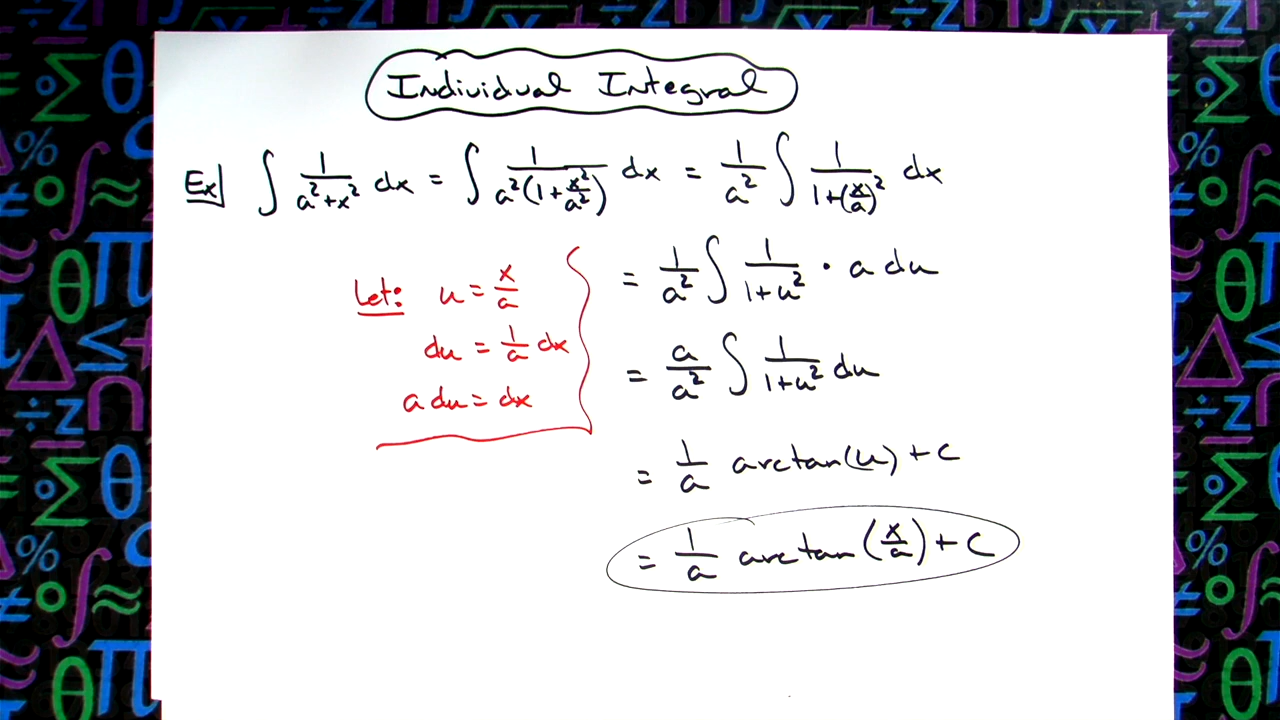 Individual Integral
Ex| ∫ 1/(a²+x²) dx = ∫ 1/(a²(1+x²/a²)) dx = 1/a² ∫ 1/(1+(x/a)²) dx
= 1/a² ∫ 1/(1+u²) · a du
= a/a² ∫ 1/(1+u²) du
= 1/a arctan(u) + c
= 1/a arctan(x/a) + c
Let: u = x/a
du = 1/a dx
a du = dx